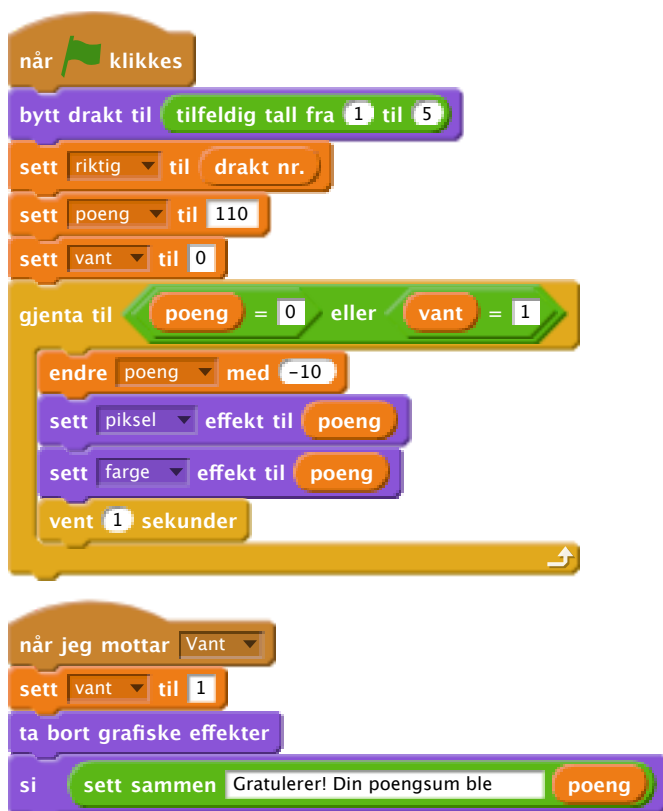 når klikkes
bytt drakt til tilfeldig tall fra 1 til 5
sett riktig til drakt nr.
sett poeng til 110
sett vant til 0
gjenta til poeng = 0 eller vant = 1
endre poeng med -10
sett piksel effekt til poeng
sett farge effekt til poeng
vent 1 sekunder
når jeg mottar Vant
sett vant til 1
ta bort grafiske effekter
si sett sammen Gratulerer! Din poengsum ble poeng